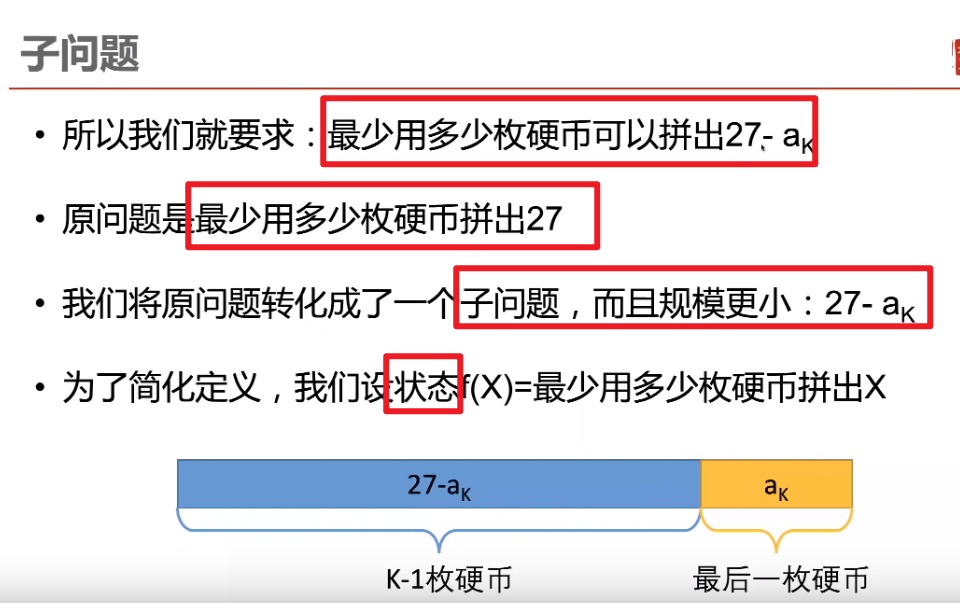 子问题
• 所以我们就要求：最少用多少枚硬币可以拼出27- aK
• 原问题是最少用多少枚硬币拼出27
• 我们将原问题转化成了一个子问题，而且规模更小：27- aK
• 为了简化定义，我们设状态f(X)=最少用多少枚硬币拼出X
27-aK aK
K-1枚硬币 最后一枚硬币